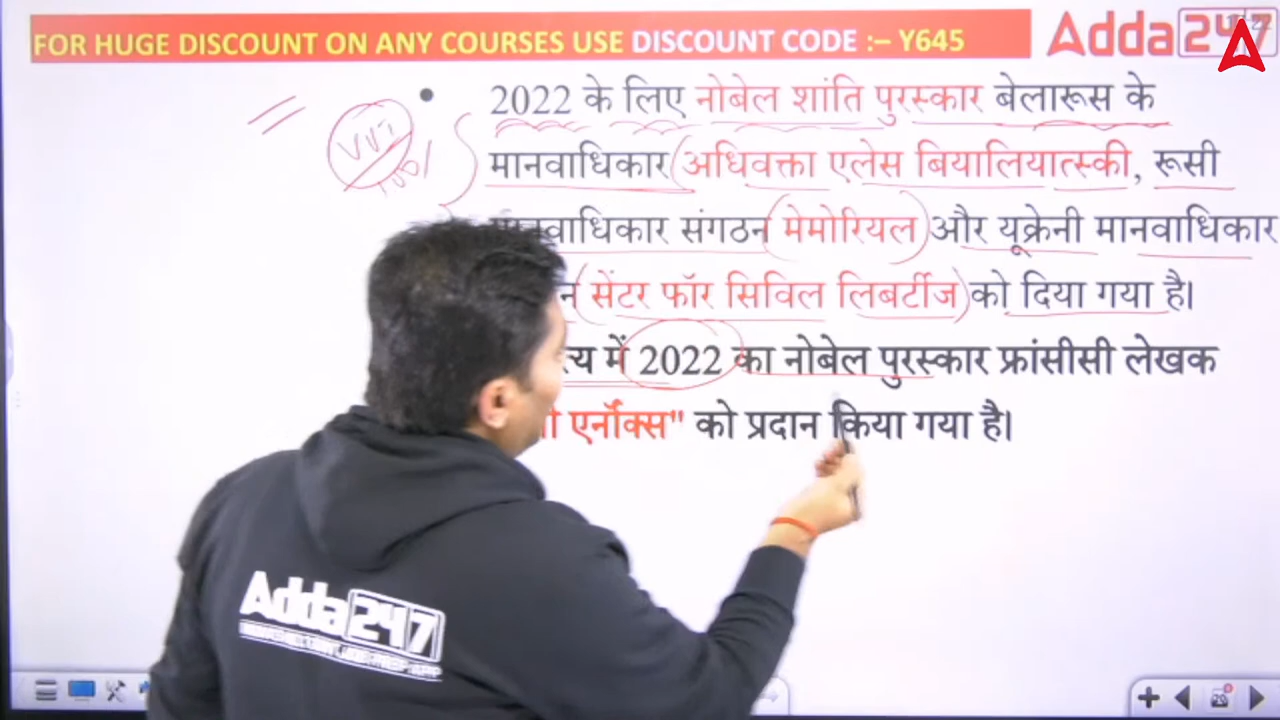 FOR HUGE DISCOUNT ON ANY COURSES USE DISCOUNT CODE :– Y645
Adda247
2022 के लिए नोबेल शांति पुरस्कार बेलारूस के
मानवाधिकार (अधिवक्ता एलेस बियालियात्स्की, रूसी
मानवाधिकार संगठन (मेमोरियल) और यूक्रेनी मानवाधिकार
(सेंटर फॉर सिविल लिबर्टीज) को दिया गया है।
में 2022 का नोबेल पुरस्कार फ्रांसीसी लेखक
एर्नॉक्स" को प्रदान किया गया है।
Adda247